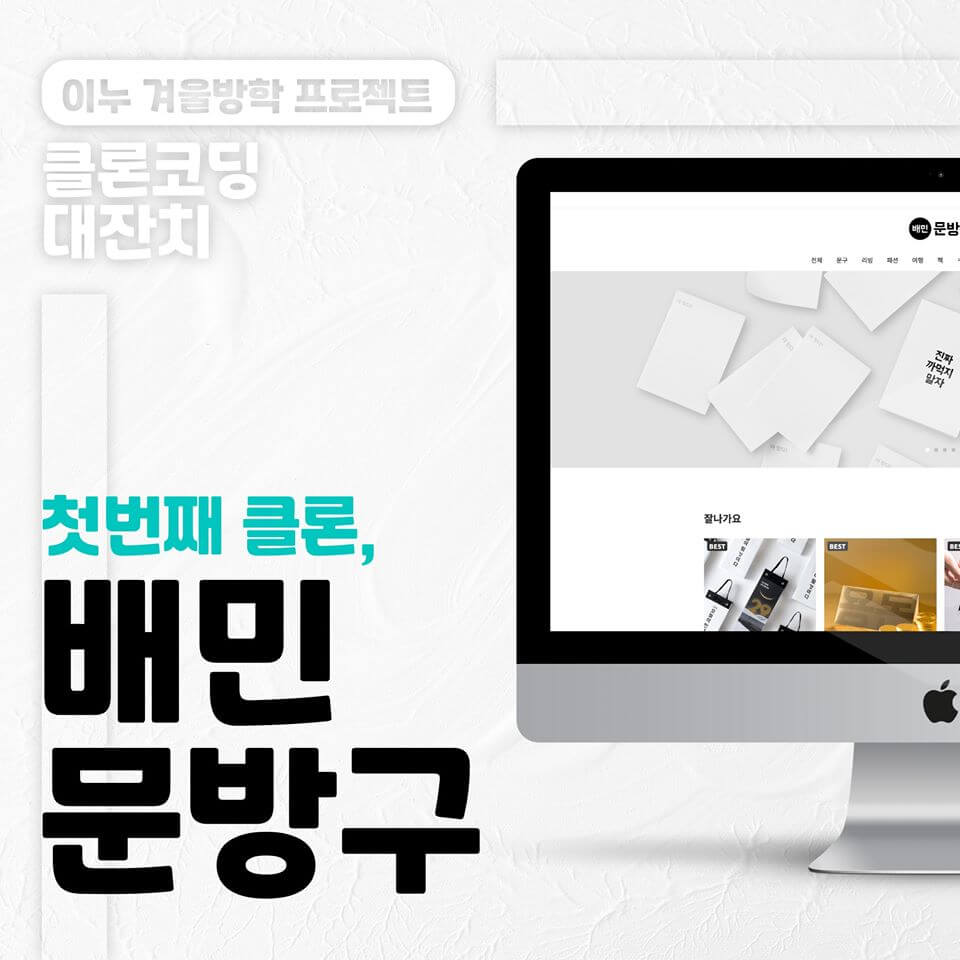 이누 겨울방학 프로젝트
클론코딩
대잔치
배민 문방
전체 문구 리빙 패션 여행 책
진짜
까먹지
말자
첫번째 클론,
잘나가요
BEST BEST
29
배민
문방구